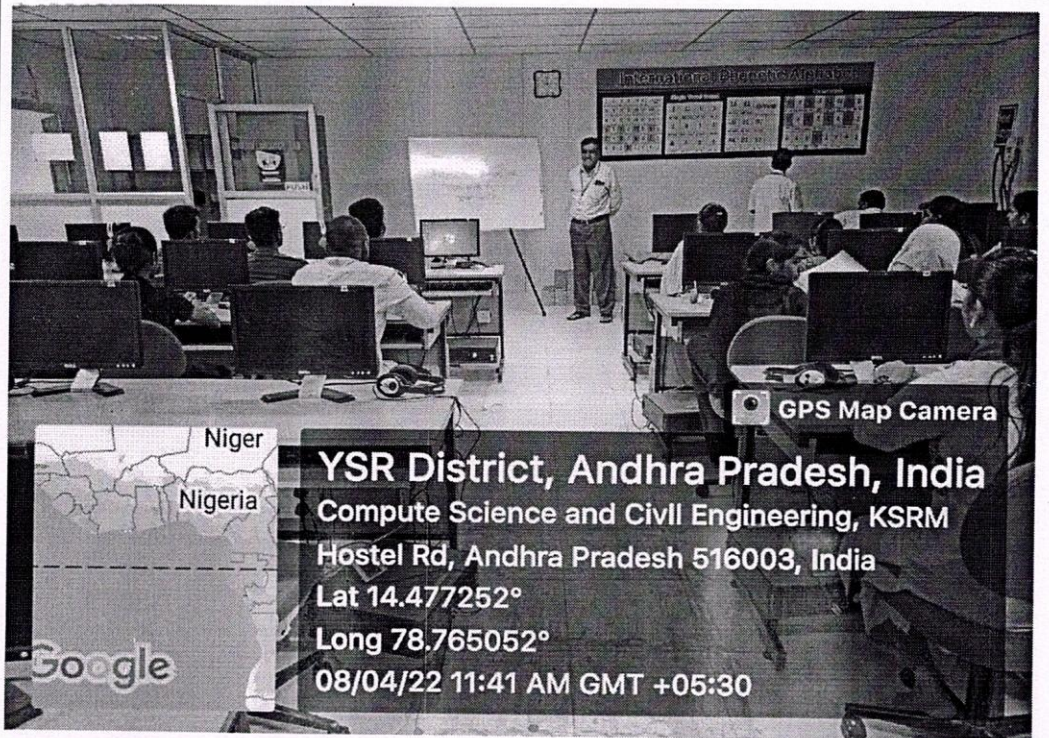 International Phonetic Alphabet
PUSH
GPS Map Camera
Niger
Nigeria
Google
YSR District, Andhra Pradesh, India
Compute Science and Civil Engineering, KSRM
Hostel Rd, Andhra Pradesh 516003, India
Lat 14.477252°
Long 78.765052°
08/04/22 11:41 AM GMT +05:30